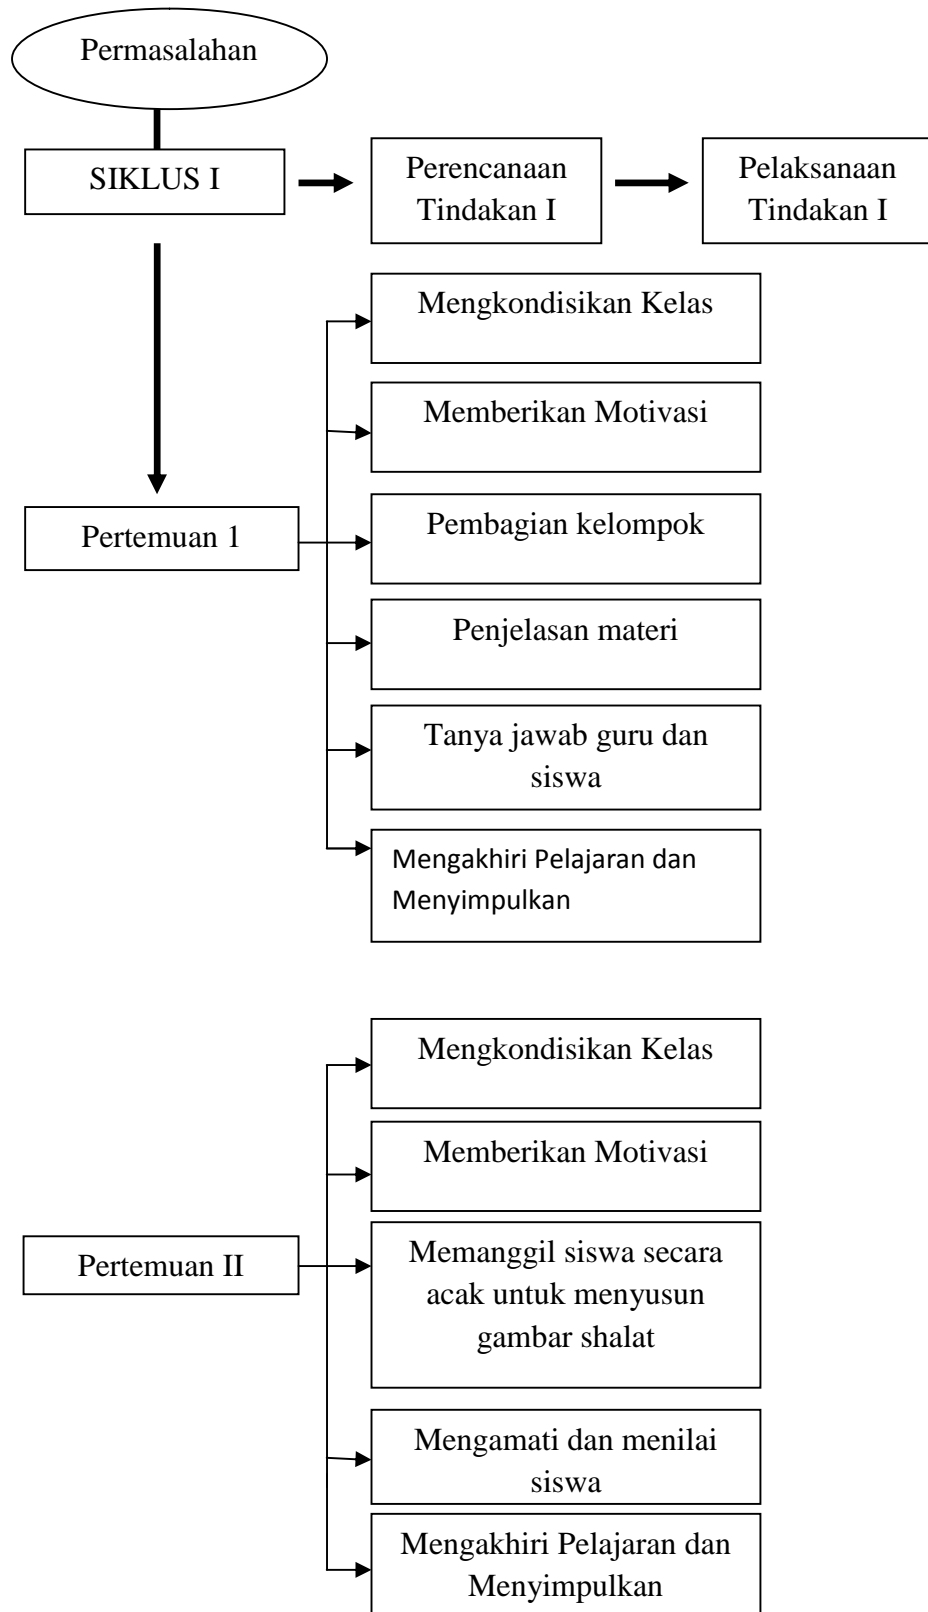 Permasalahan
SIKLUS I
Perencanaan
Tindakan I
Pelaksanaan
Tindakan I
Mengkondisikan Kelas
Memberikan Motivasi
Pertemuan 1
Pembagian kelompok
Penjelasan materi
Tanya jawab guru dan
siswa
Mengakhiri Pelajaran dan
Menyimpulkan
Mengkondisikan Kelas
Memberikan Motivasi
Pertemuan II
Memanggil siswa secara
acak untuk menyusun
gambar shalat
Mengamati dan menilai
siswa
Mengakhiri Pelajaran dan
Menyimpulkan